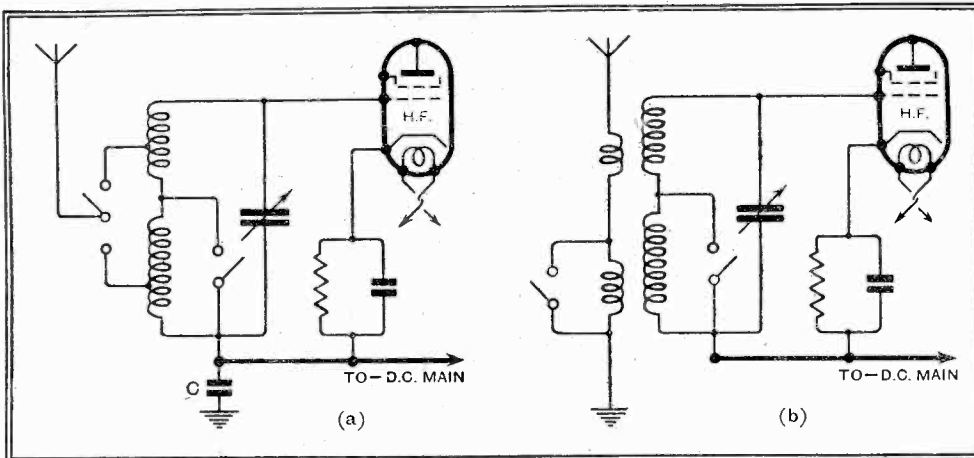 H.F.
TO—D.C. MAIN
C
(a)
H.F.
TO—D.C. MAIN
(b)